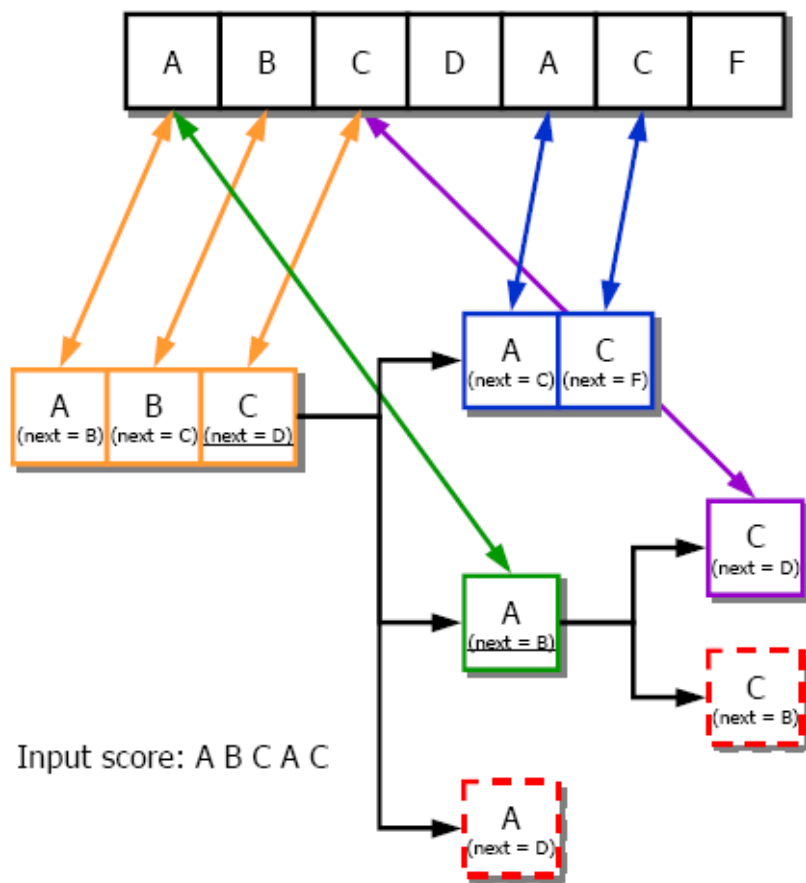 A B C D A C F
A C
(next = C) (next = F)
A B C
(next = B) (next = C) (next = D)
C
(next = D)
A
(next = B)
C
(next = B)
Input score: A B C A C
A
(next = D)